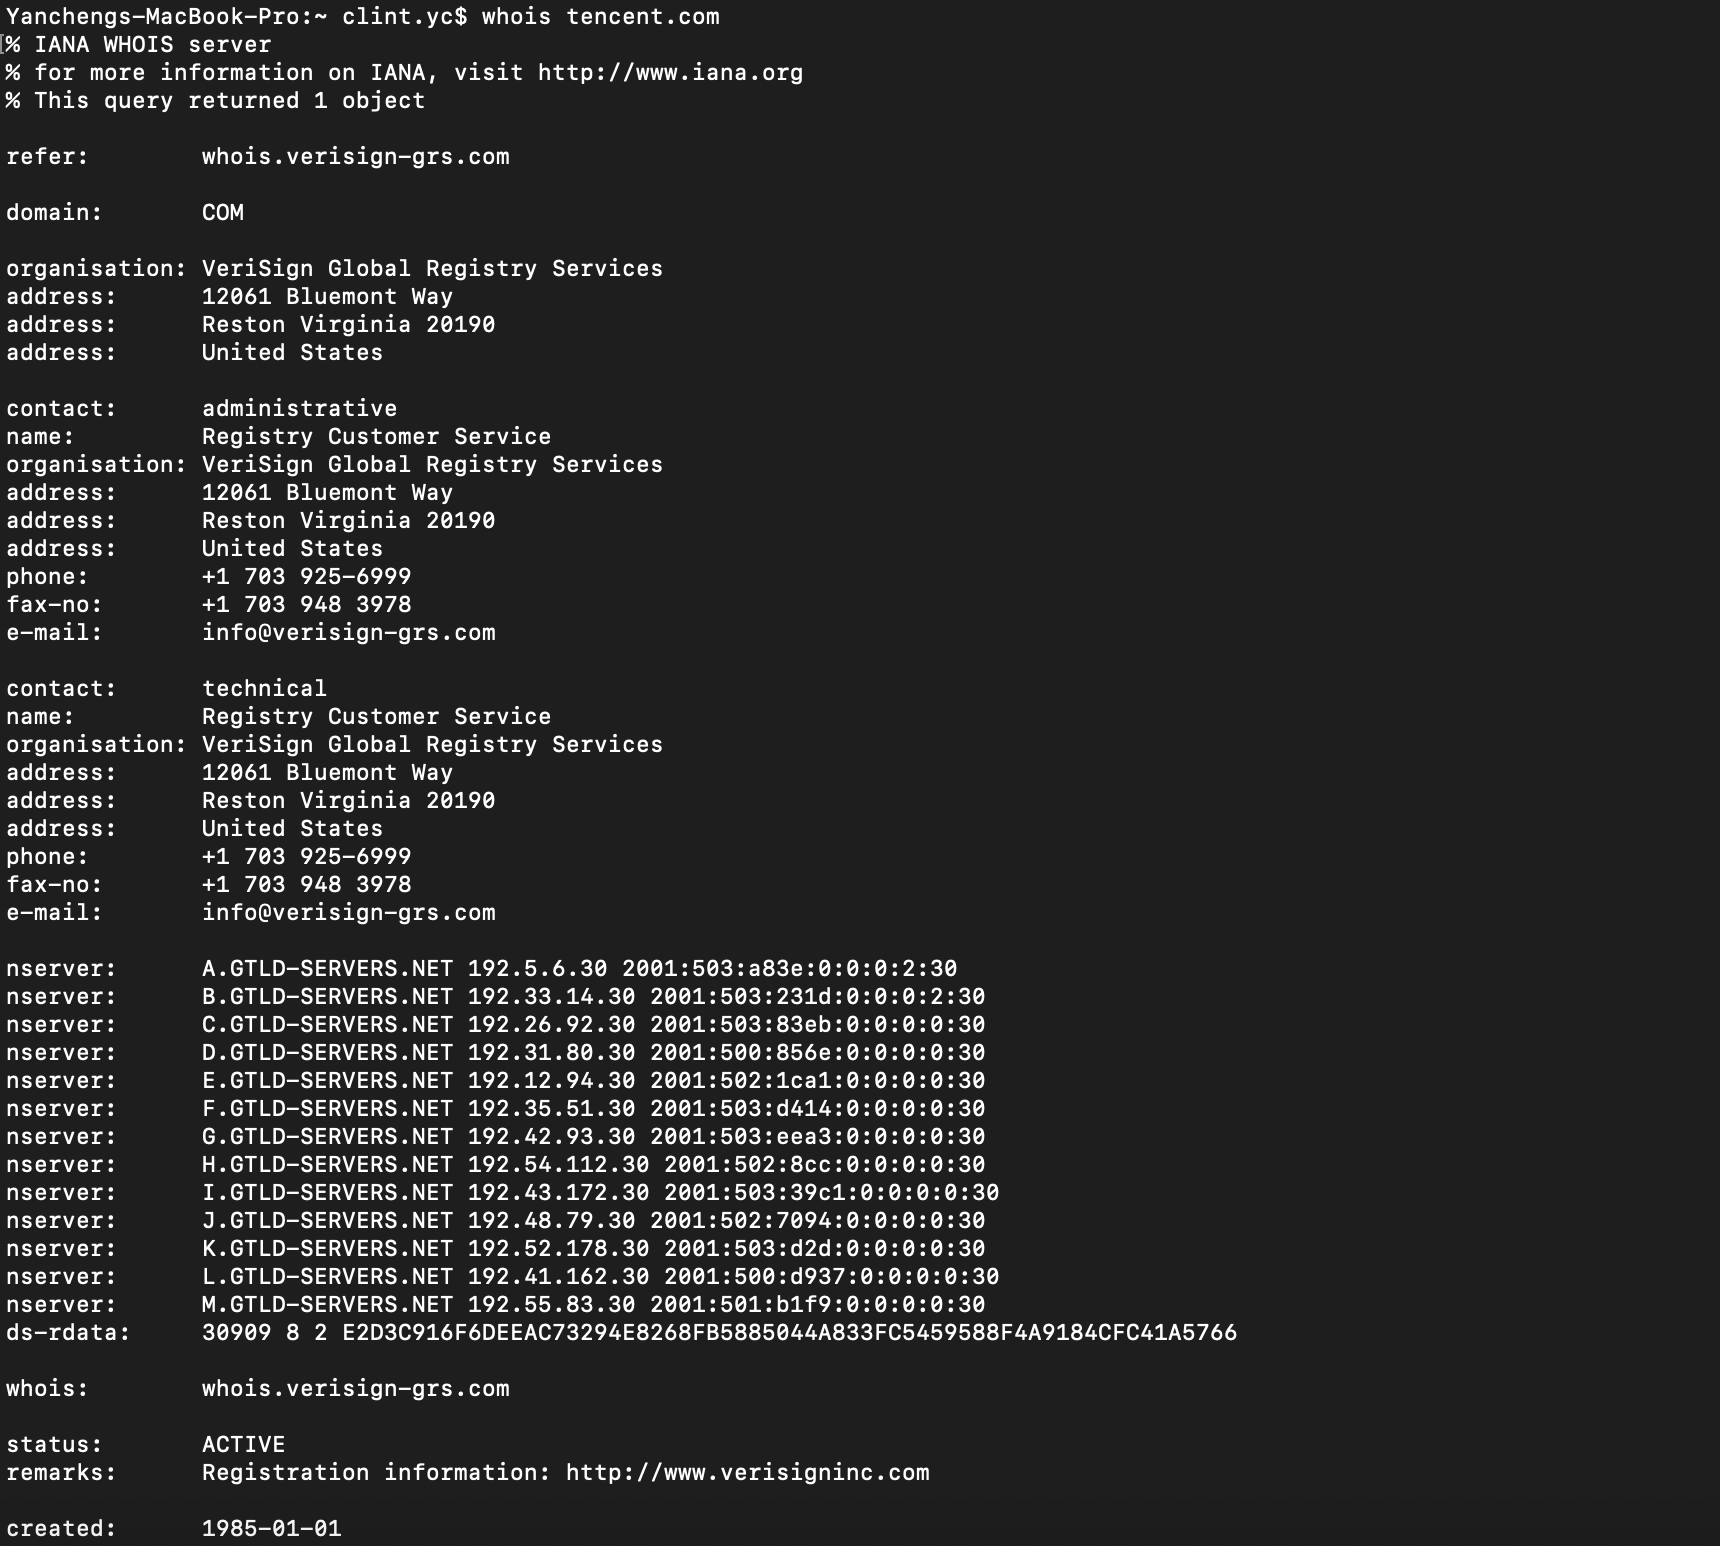 Yanchengs-MacBook-Pro:~ clint.yc$ whois tencent.com
% IANA WHOIS server
% for more information on IANA, visit http://www.iana.org
% This query returned 1 object

refer:        whois.verisign-grs.com

domain:       COM

organisation: VeriSign Global Registry Services
address:      12061 Bluemont Way
address:      Reston Virginia 20190
address:      United States

contact:      administrative
name:         Registry Customer Service
organisation: VeriSign Global Registry Services
address:      12061 Bluemont Way
address:      Reston Virginia 20190
address:      United States
phone:        +1 703 925-6999
fax-no:       +1 703 948 3978
e-mail:       info@verisign-grs.com

contact:      technical
name:         Registry Customer Service
organisation: VeriSign Global Registry Services
address:      12061 Bluemont Way
address:      Reston Virginia 20190
address:      United States
phone:        +1 703 925-6999
fax-no:       +1 703 948 3978
e-mail:       info@verisign-grs.com

nserver:      A.GTLD-SERVERS.NET 192.5.6.30 2001:503:a83e:0:0:0:2:30
nserver:      B.GTLD-SERVERS.NET 192.33.14.30 2001:503:231d:0:0:0:2:30
nserver:      C.GTLD-SERVERS.NET 192.26.92.30 2001:503:83eb:0:0:0:0:30
nserver:      D.GTLD-SERVERS.NET 192.31.80.30 2001:500:856e:0:0:0:0:30
nserver:      E.GTLD-SERVERS.NET 192.12.94.30 2001:502:1ca1:0:0:0:0:30
nserver:      F.GTLD-SERVERS.NET 192.35.51.30 2001:503:d414:0:0:0:0:30
nserver:      G.GTLD-SERVERS.NET 192.42.93.30 2001:503:eea3:0:0:0:0:30
nserver:      H.GTLD-SERVERS.NET 192.54.112.30 2001:502:8cc:0:0:0:0:30
nserver:      I.GTLD-SERVERS.NET 192.43.172.30 2001:503:39c1:0:0:0:0:30
nserver:      J.GTLD-SERVERS.NET 192.48.79.30 2001:502:7094:0:0:0:0:30
nserver:      K.GTLD-SERVERS.NET 192.52.178.30 2001:503:d2d:0:0:0:0:30
nserver:      L.GTLD-SERVERS.NET 192.41.162.30 2001:500:d937:0:0:0:0:30
nserver:      M.GTLD-SERVERS.NET 192.55.83.30 2001:501:b1f9:0:0:0:0:30
ds-rdata:     30909 8 2 E2D3C916F6DEEAC73294E8268FB5885044A833FC5459588F4A9184CFC41A5766

whois:        whois.verisign-grs.com

status:       ACTIVE
remarks:      Registration information: http://www.verisigninc.com

created:      1985-01-01